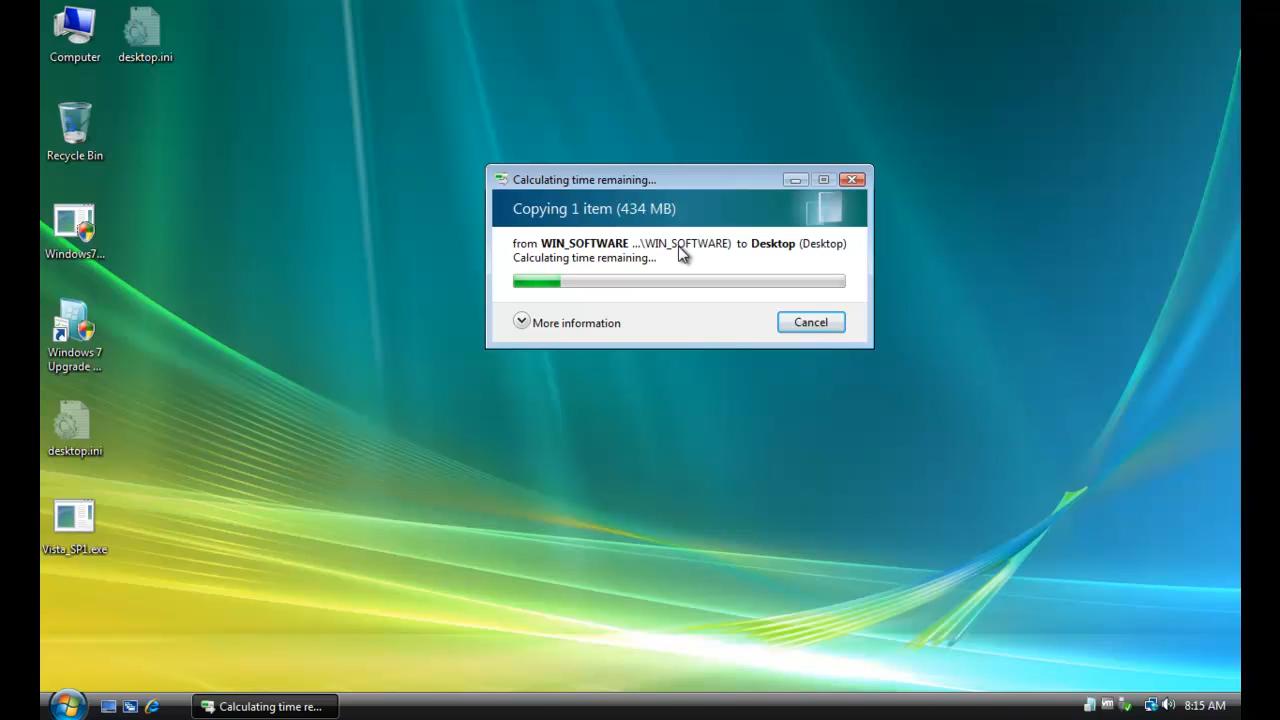 Computer
desktop.ini
Recycle Bin
Windows7...
Windows 7
Upgrade ...
desktop.ini
Vista_SP1.exe
Calculating time remaining...
Copying 1 item (434 MB)
from WIN_SOFTWARE ...\WIN_SOFTWARE) to Desktop (Desktop)
Calculating time remaining...
More information
Cancel
Calculating time re...
8:15 AM